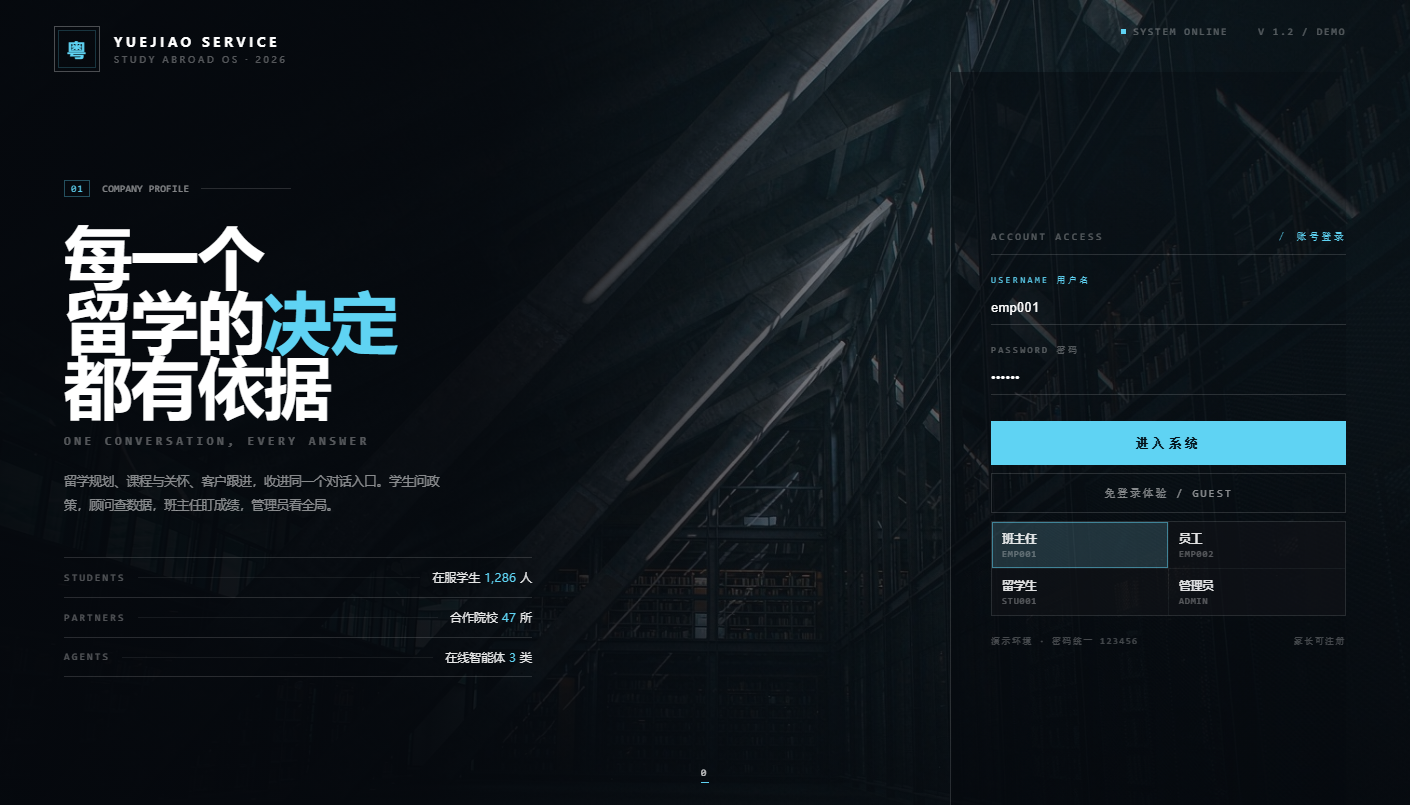 粤
YUEJIAO SERVICE
STUDY ABROAD OS · 2026
SYSTEM ONLINE
V 1.2 / DEMO
01 COMPANY PROFILE
每一个
留学的决定
都有依据
ONE CONVERSATION, EVERY ANSWER
留学规划、课程与关怀、客户跟进，收进同一个对话入口。学生问政
策，顾问查数据，班主任盯成绩，管理员看全局。
STUDENTS 在服学生 1,286 人
PARTNERS 合作院校 47 所
AGENTS 在线智能体 3 类
0
ACCOUNT ACCESS / 账号登录
USERNAME 用户名
emp001
PASSWORD 密码
••••••
进入系统
免登录体验 / GUEST
班主任
EMP001
员工
EMP002
留学生
STU001
管理员
ADMIN
演示环境 · 密码统一 123456
家长可注册